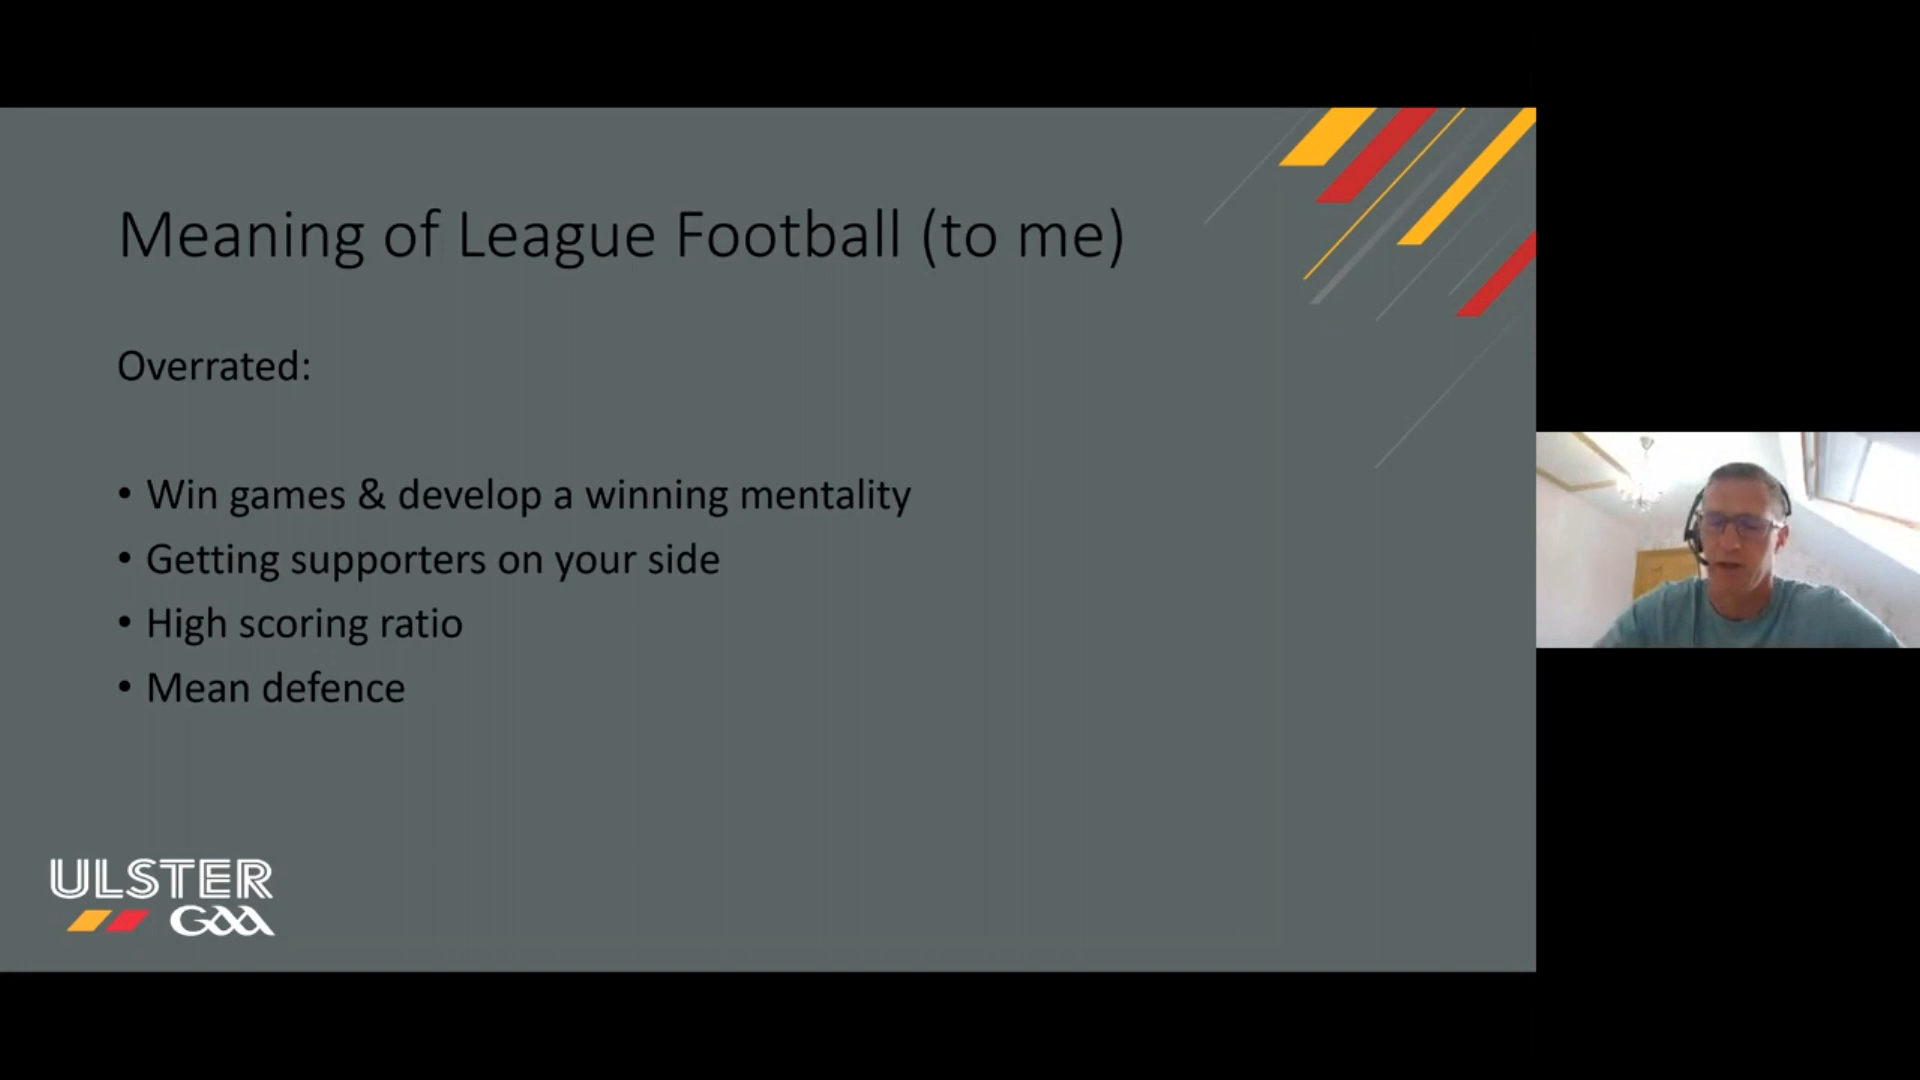 Meaning of League Football (to me)
Overrated:
• Win games & develop a winning mentality
• Getting supporters on your side
• High scoring ratio
• Mean defence
ULSTER
GAA